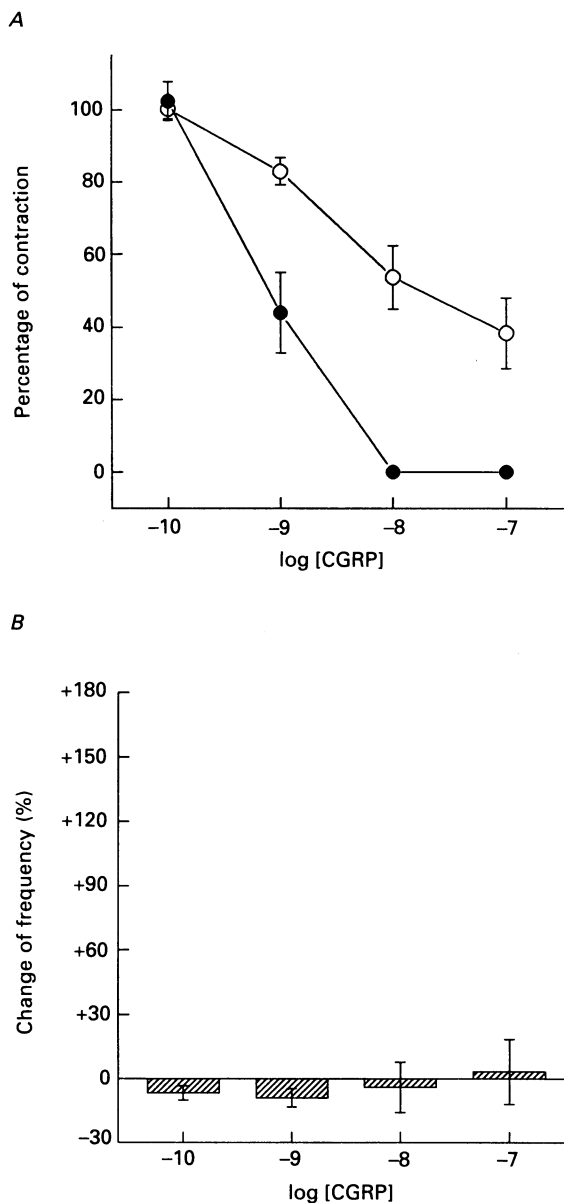 A
100
80
60
40
20
0
Percentage of contraction
–10 –9 –8 –7
log [CGRP]
B
+180
+150
+120
+90
+60
+30
0
–30
Change of frequency (%)
–10 –9 –8 –7
log [CGRP]